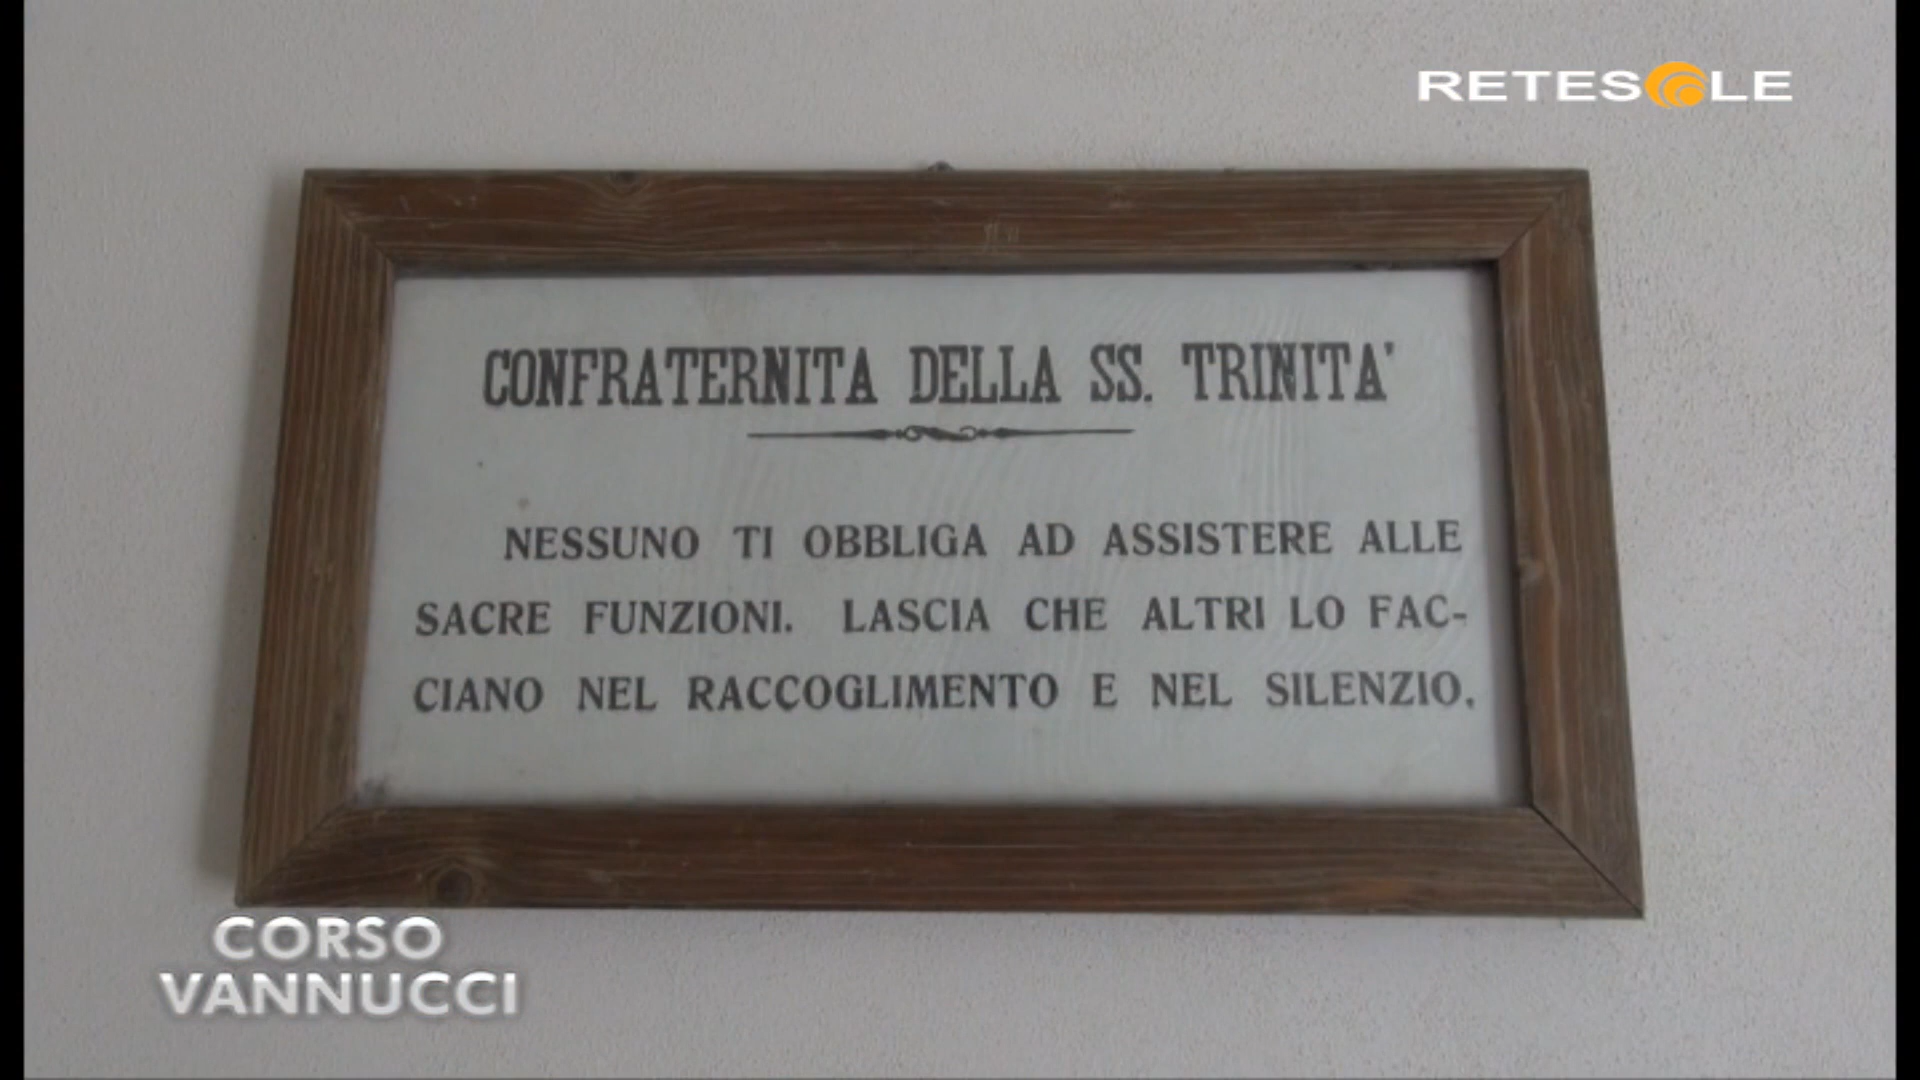 RETESOLE
CONFRATERNITA DELLA SS. TRINITA'
NESSUNO TI OBBLIGA AD ASSISTERE ALLE
SACRE FUNZIONI. LASCIA CHE ALTRI LO FAC-
CIANO NEL RACCOGLIMENTO E NEL SILENZIO.
CORSO
VANNUCCI